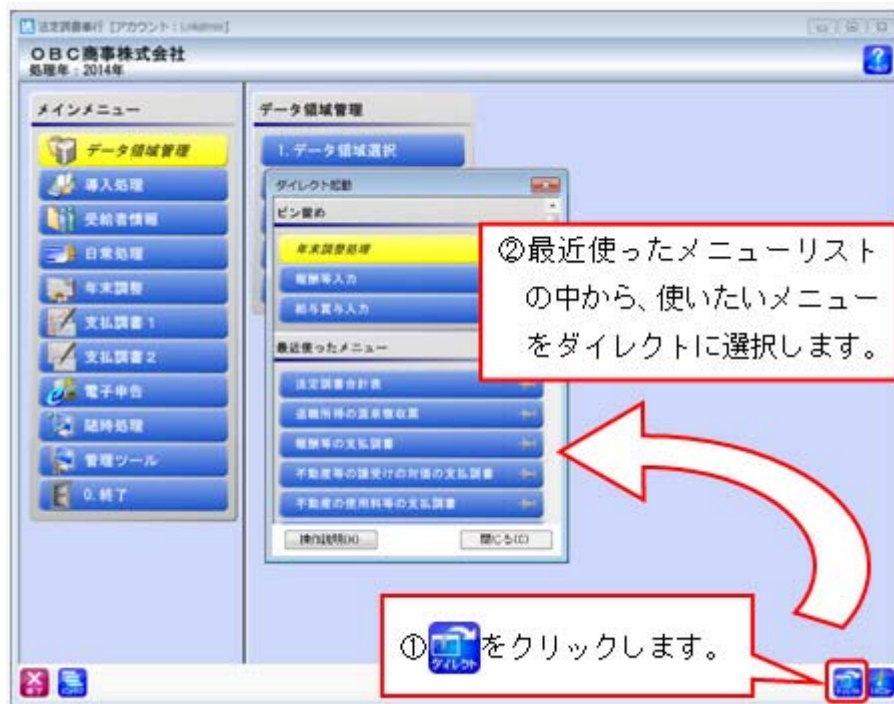 法定調書奉行 [アカウント：
OBC商事株式会社
処理年：2014年
メインメニュー
データ領域管理
導入処理
受給者情報
日常処理
年末調整
支払調書1
支払調書2
電子申告
随時処理
管理ツール
0.終了
データ領域管理
1.データ領域選択
ダイレクト起動
ピン留め
年末調整処理
報酬等入力
給与賞与入力
最近使ったメニュー
法定調書合計表
退職所得の源泉徴収票
報酬等の支払調書
不動産等の譲受けの対価の支払調書
不動産の使用料等の支払調書
操作説明(H)
閉じる(C)
②最近使ったメニューリスト
の中から、使いたいメニュー
をダイレクトに選択します。
①ダイレクトをクリックします。
終了
ダイレクト